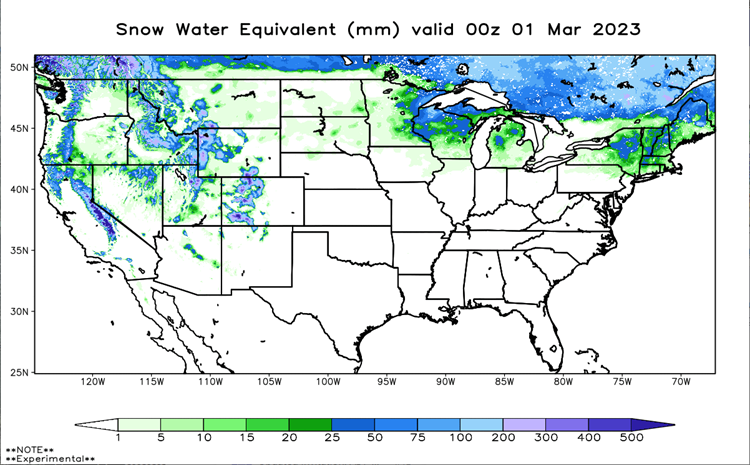 Snow Water Equivalent (mm) valid 00z 01 Mar 2023
50N
45N
40N
35N
30N
25N
120W 115W 110W 105W 100W 95W 90W 85W 80W 75W 70W
1 5 10 15 20 25 50 75 100 200 300 400 500
**NOTE**
**Experimental**